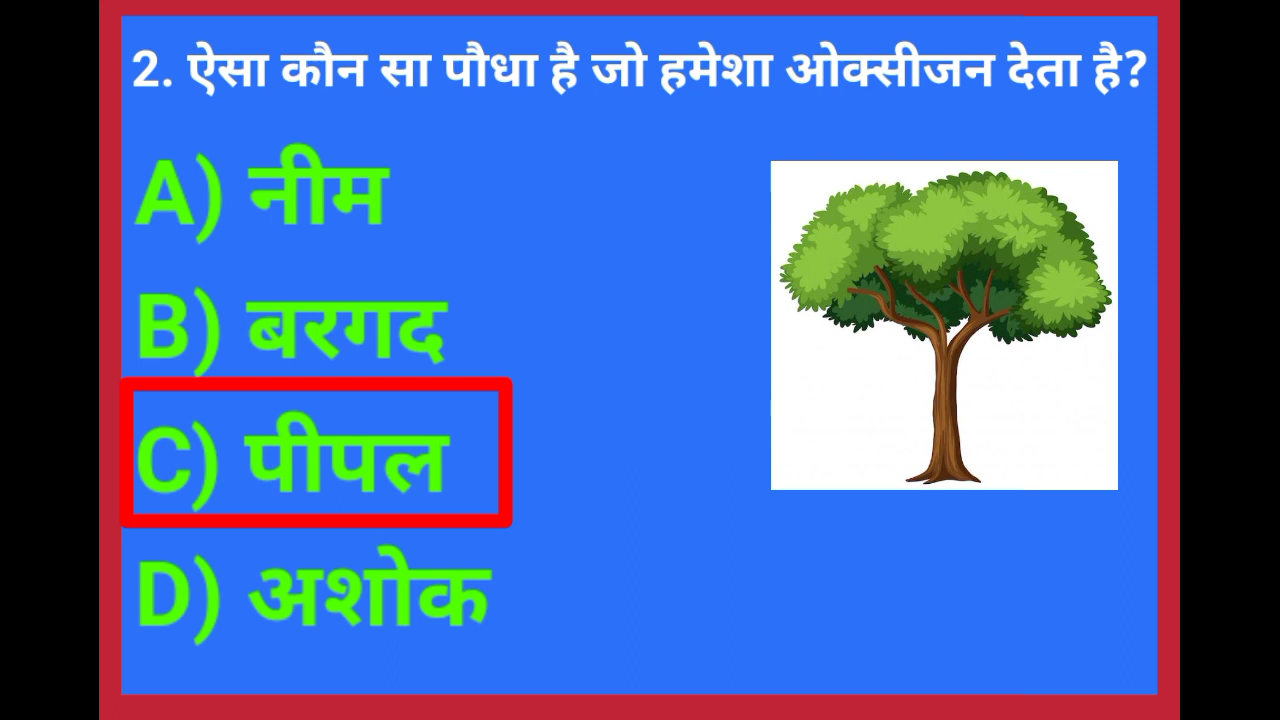 2. ऐसा कौन सा पौधा है जो हमेशा ओक्सीजन देता है?
A) नीम
B) बरगद
C) पीपल
D) अशोक